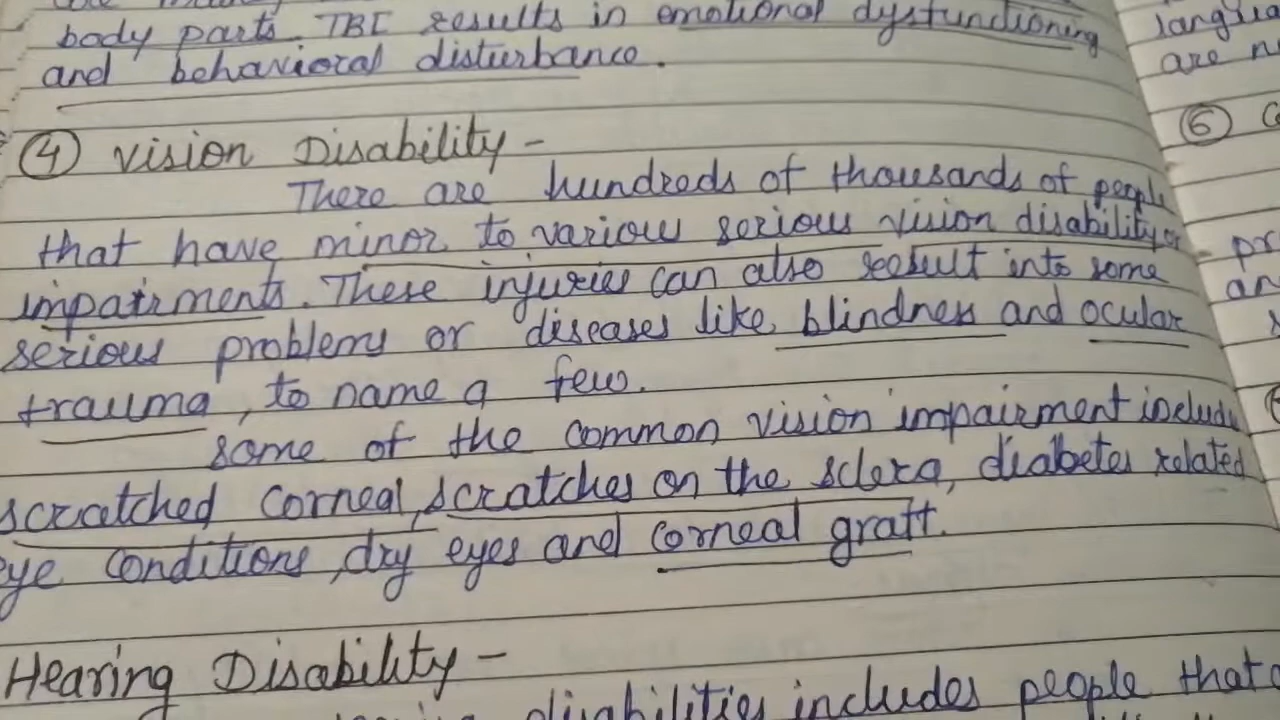 body parts. TBI results in emotional dysfunctioning
and behavioral disturbance.
④ Vision Disability -
There are hundreds of thousands of people
that have minor to various serious vision disability or
impairments. These injuries can also result into some
serious problems or diseases like blindness and ocular
trauma, to name a few.
some of the common vision impairment include
scratched corneal, scratches on the sclera, diabetes related
eye conditions, dry eyes and corneal graft.
Hearing Disability -
disabilities includes people that
langua
are n
⑥
pr
an